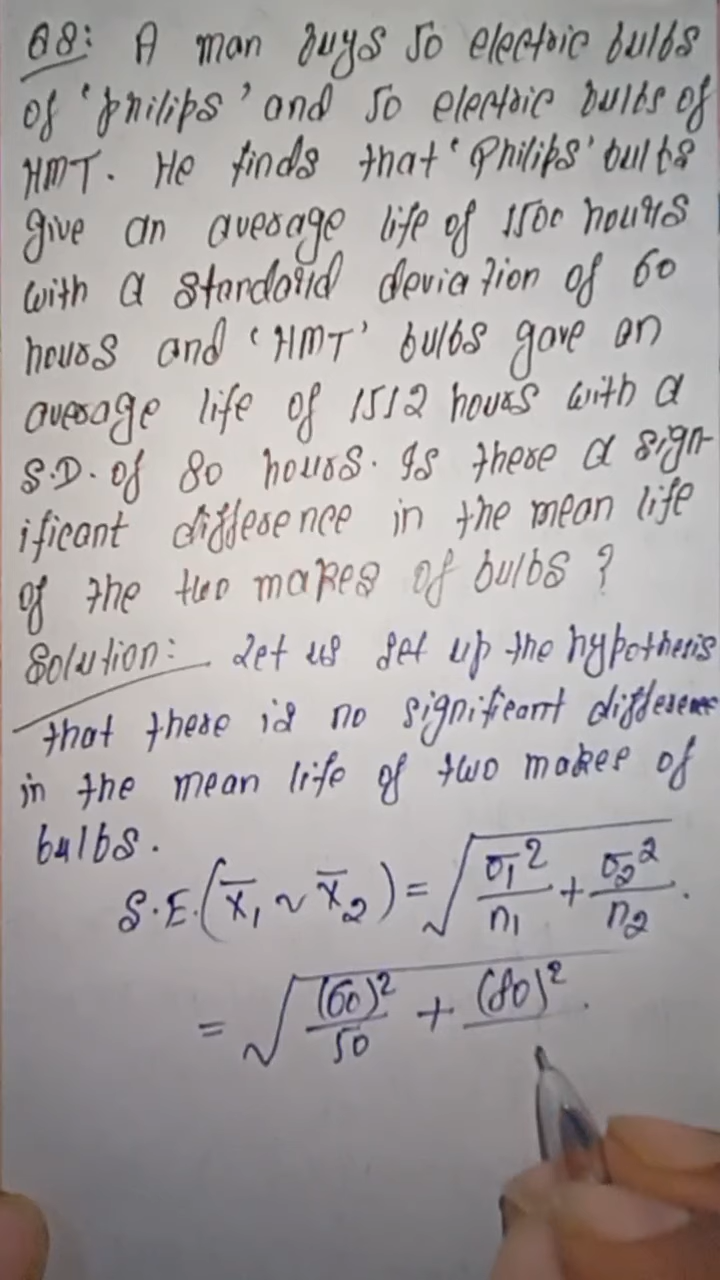 Q8: A man buys 50 electric bulbs
of 'philips' and 50 electric bulbs of
HMT. He finds that 'Philips' bulbs
give an average life of 1500 hours
with a standard deviation of 60
hours and 'HMT' bulbs gave an
average life of 1512 hours with a
S.D. of 80 hours. Is there a sign-
ificant difference in the mean life
of the two makes of bulbs?
Solution: Let us set up the hypothesis
that there is no significant difference
in the mean life of two makes of
bulbs.
S.E.(x̄₁ ~ x̄₂) = √(σ₁²/n₁ + σ₂²/n₂).
= √((60)²/50 + (80)²